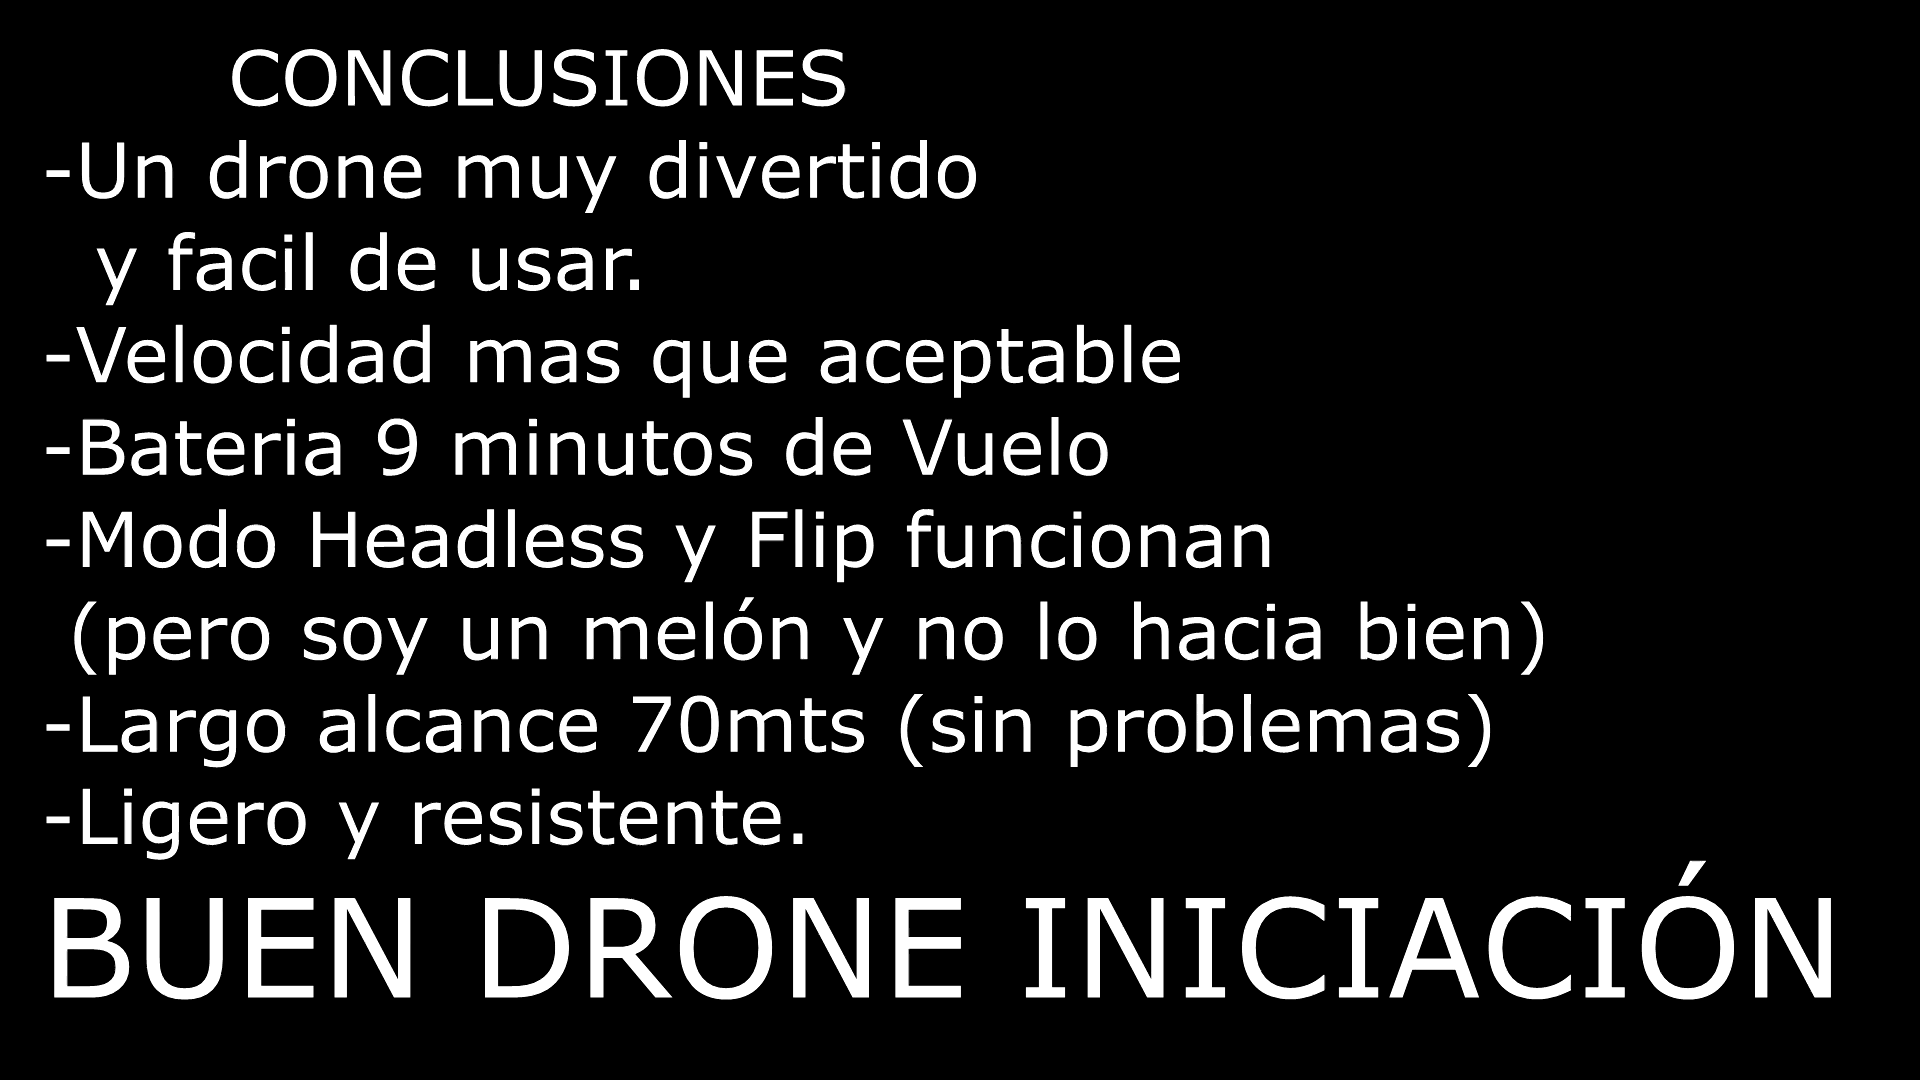 CONCLUSIONES
-Un drone muy divertido
y facil de usar.
-Velocidad mas que aceptable
-Bateria 9 minutos de Vuelo
-Modo Headless y Flip funcionan
(pero soy un melón y no lo hacia bien)
-Largo alcance 70mts (sin problemas)
-Ligero y resistente.
BUEN DRONE INICIACIÓN